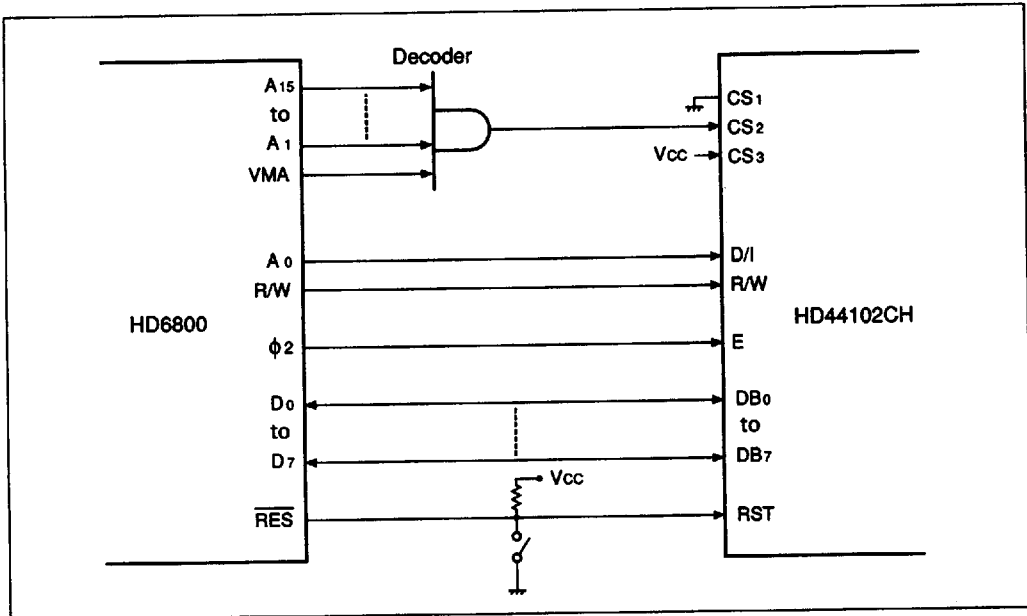 Decoder
A15
to
A1
VMA
CS1
CS2
Vcc
CS3
A0
D/I
R/W
R/W
HD6800
HD44102CH
ϕ2
E
D0
DB0
to
to
D7
DB7
Vcc
RES
RST